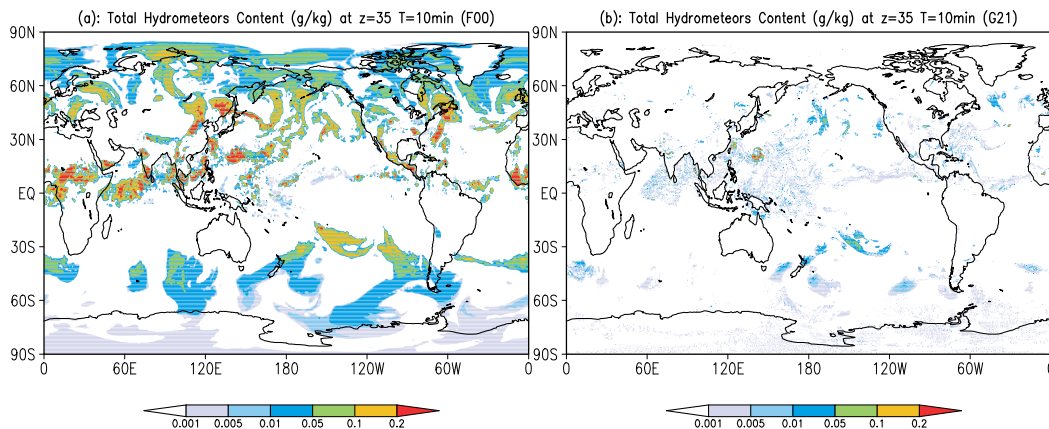 (a): Total Hydrometeors Content (g/kg) at z=35 T=10min (F00)
90N
60N
30N
EQ
30S
60S
90S
0 60E 120E 180 120W 60W 0
0.001 0.005 0.01 0.05 0.1 0.2
(b): Total Hydrometeors Content (g/kg) at z=35 T=10min (G21)
90N
60N
30N
EQ
30S
60S
90S
0 60E 120E 180 120W 60W 0
0.001 0.005 0.01 0.05 0.1 0.2